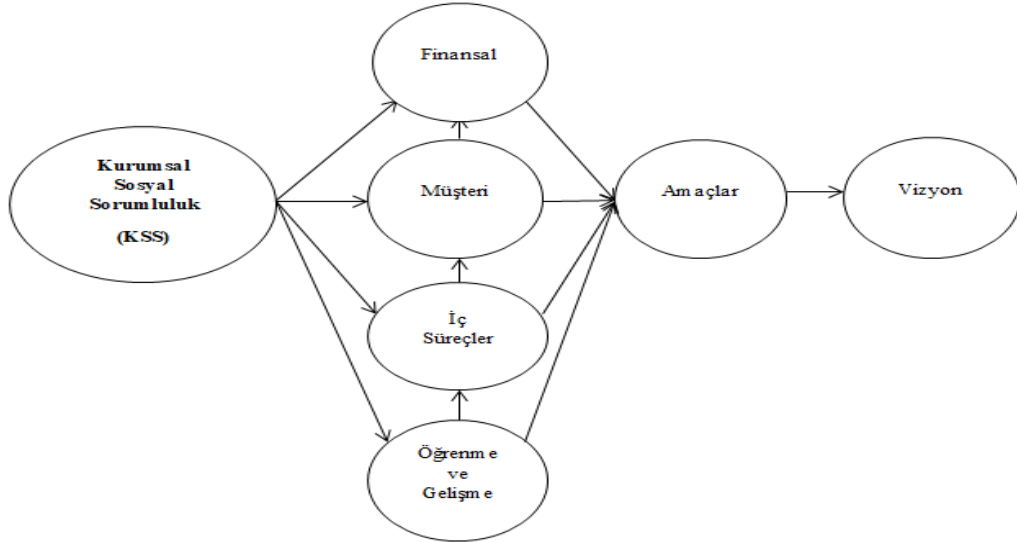 Finansal
Kurumsal
Sosyal
Sorumluluk
(KSS)
Müşteri
Amaçlar
Vizyon
İç
Süreçler
Öğrenme
ve
Gelişme